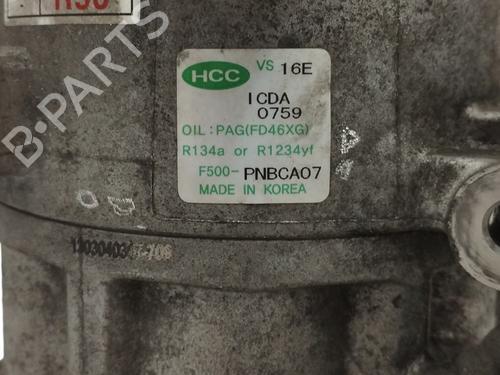 HCC VS 16E
ICDA
0759
OIL : PAG(FD46XG)
R134a or R1234yf
F500- PNBCA07
MADE IN KOREA
B-PARTS